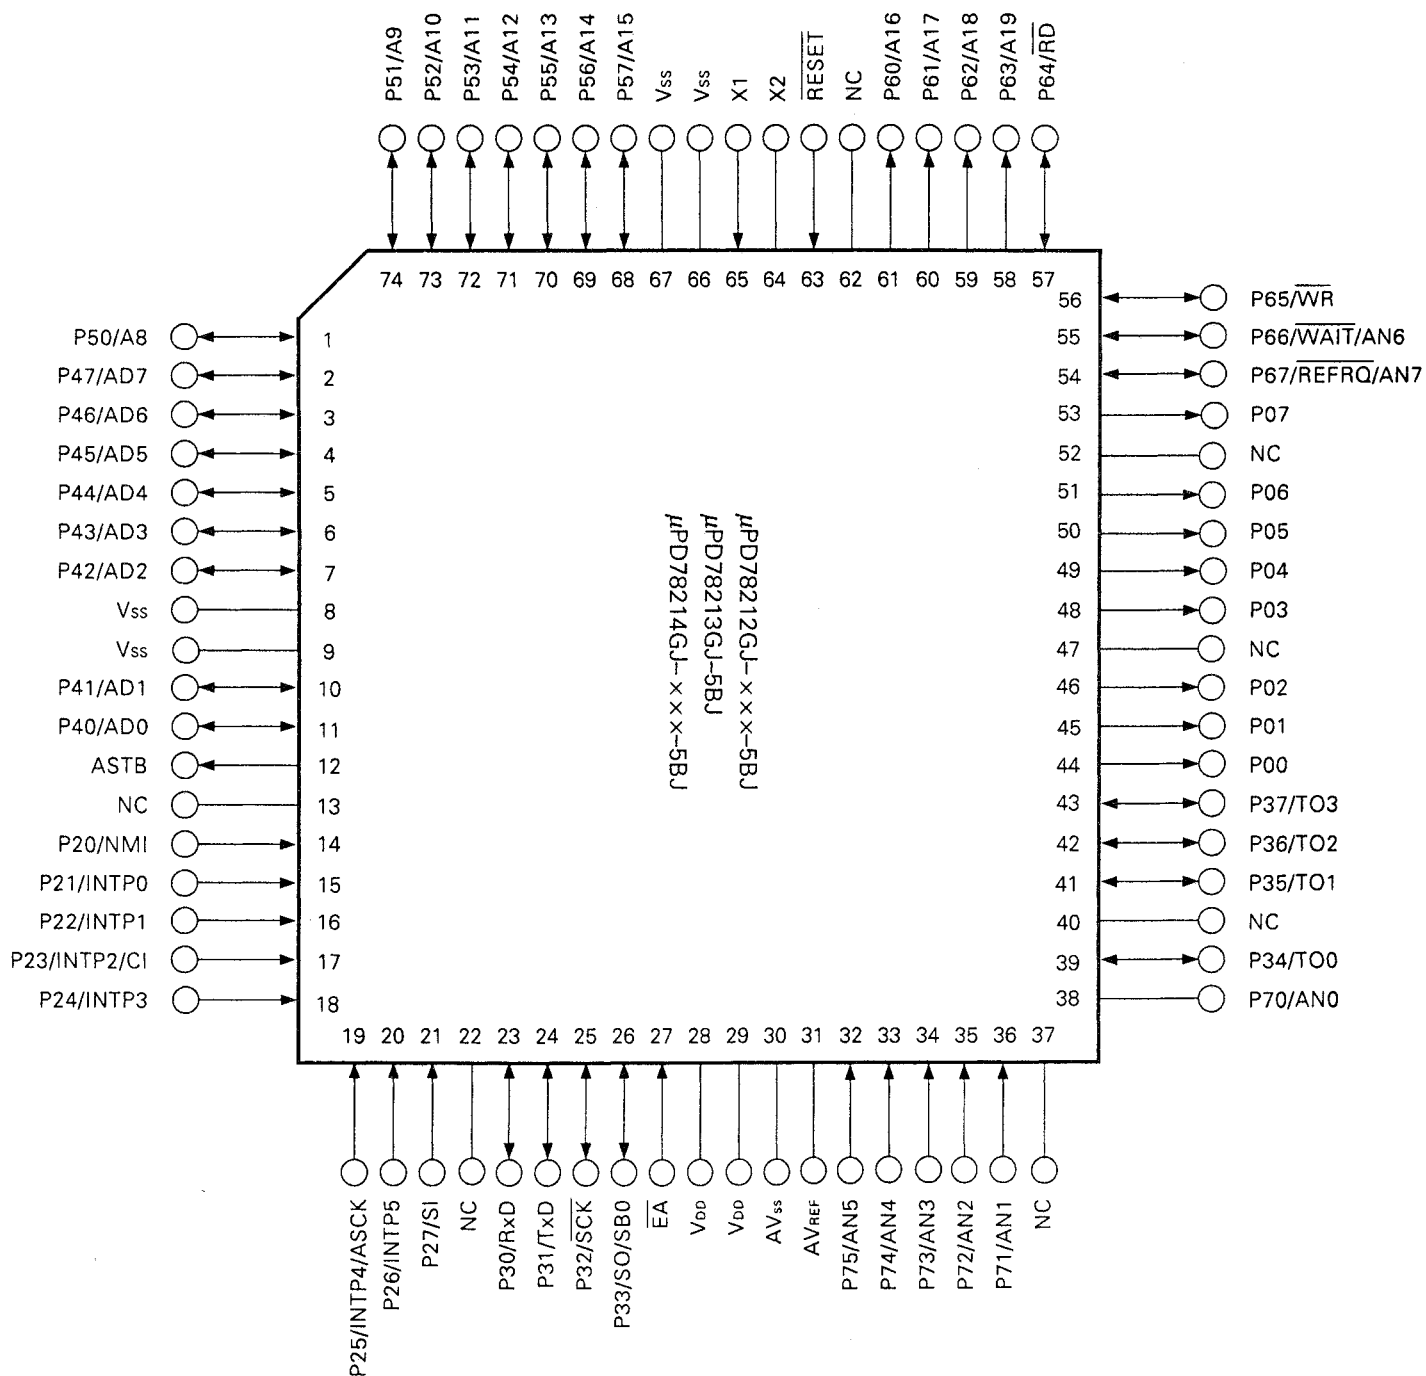 P51/A9
P52/A10
P53/A11
P54/A12
P55/A13
P56/A14
P57/A15
Vss
Vss
X1
X2
RESET
NC
P60/A16
P61/A17
P62/A18
P63/A19
P64/RD
74 73 72 71 70 69 68 67 66 65 64 63 62 61 60 59 58 57
P50/A8 1
P47/AD7 2
P46/AD6 3
P45/AD5 4
P44/AD4 5
P43/AD3 6
P42/AD2 7
Vss 8
Vss 9
P41/AD1 10
P40/AD0 11
ASTB 12
NC 13
P20/NMI 14
P21/INTP0 15
P22/INTP1 16
P23/INTP2/CI 17
P24/INTP3 18
μPD78212GJ-×××-5BJ
μPD78213GJ-5BJ
μPD78214GJ-×××-5BJ
56 P65/WR
55 P66/WAIT/AN6
54 P67/REFRQ/AN7
53 P07
52 NC
51 P06
50 P05
49 P04
48 P03
47 NC
46 P02
45 P01
44 P00
43 P37/TO3
42 P36/TO2
41 P35/TO1
40 NC
39 P34/TO0
38 P70/AN0
19 20 21 22 23 24 25 26 27 28 29 30 31 32 33 34 35 36 37
P25/INTP4/ASCK
P26/INTP5
P27/SI
NC
P30/RxD
P31/TxD
P32/SCK
P33/SO/SB0
EA
VDD
VDD
AVss
AVREF
P75/AN5
P74/AN4
P73/AN3
P72/AN2
P71/AN1
NC